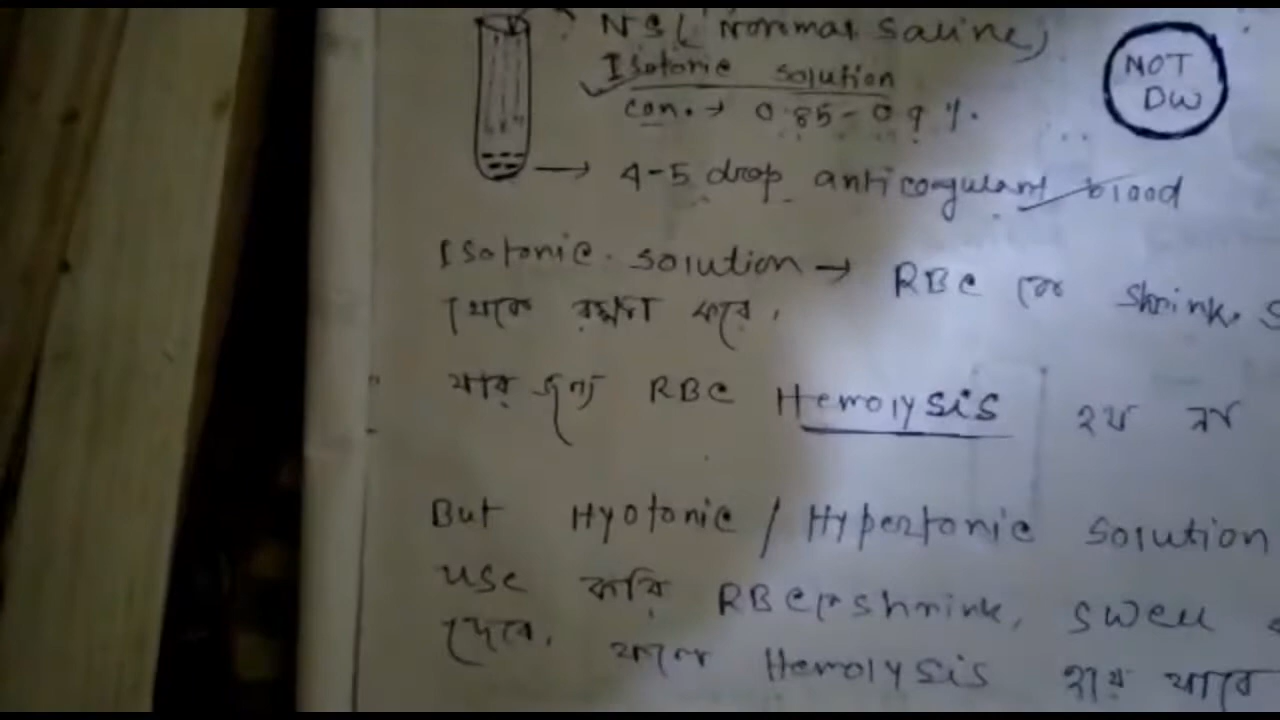 NS (Normal Saline)
Isotonic solution
con. → 0.85-0.9 %.
NOT
DW
→ 4-5 drop anticoagulant blood
Isotonic solution → RBC কে shrink, S
থেকে রক্ষা করে,
যার জন্য RBC Hemolysis হয় না
But Hyotonic / Hypertonic solution
use করি RBC কে shrink, swell
দেবে, ফলে Hemolysis হয়ে যাবে